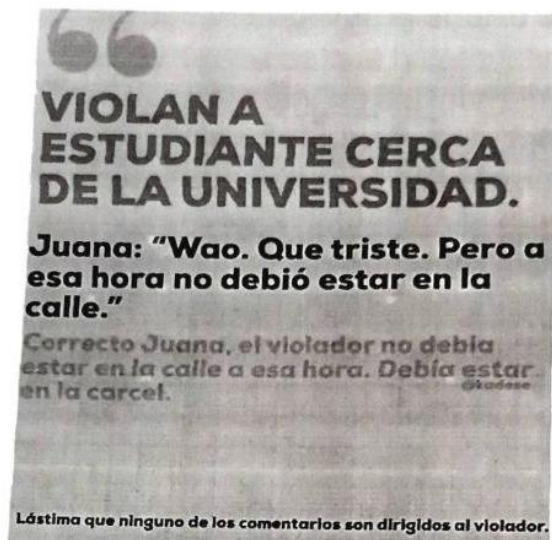 “
VIOLAN A
ESTUDIANTE CERCA
DE LA UNIVERSIDAD.
Juana: “Wao. Que triste. Pero a
esa hora no debió estar en la
calle.”
Correcto Juana, el violador no debía
estar en la calle a esa hora. Debía estar
en la carcel.
@kadese
Lástima que ninguno de los comentarios son dirigidos al violador.